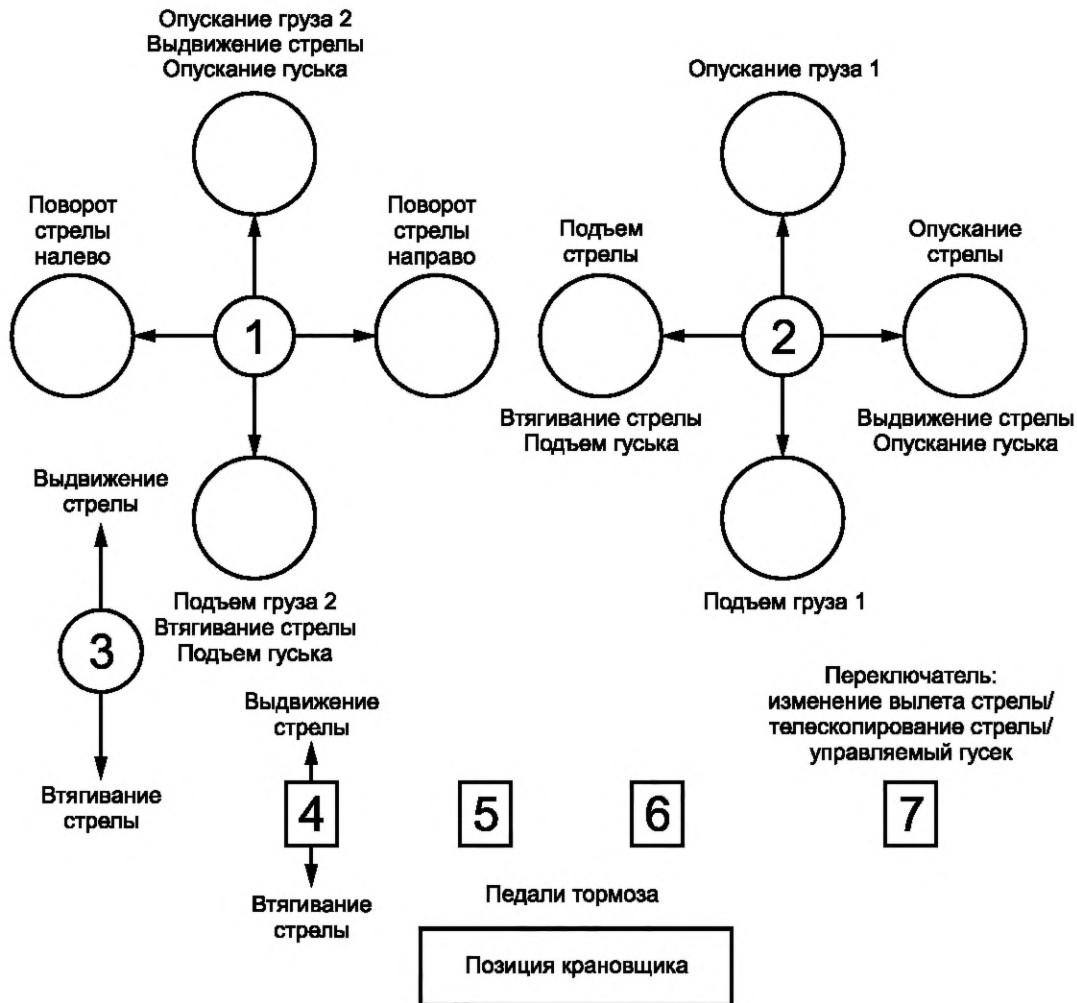 Опускание груза 2
Выдвижение стрелы
Опускание гуська
Опускание груза 1
Поворот
стрелы
налево
Поворот
стрелы
направо
Подъем
стрелы
Опускание
стрелы
1
2
Втягивание стрелы
Подъем гуська
Выдвижение стрелы
Опускание гуська
Выдвижение
стрелы
Подъем груза 2
Втягивание стрелы
Подъем гуська
Подъем груза 1
3
Выдвижение
стрелы
Переключатель:
изменение вылета стрелы/
телескопирование стрелы/
управляемый гусек
Втягивание
стрелы
4
5
6
7
Втягивание
стрелы
Педали тормоза
Позиция крановщика